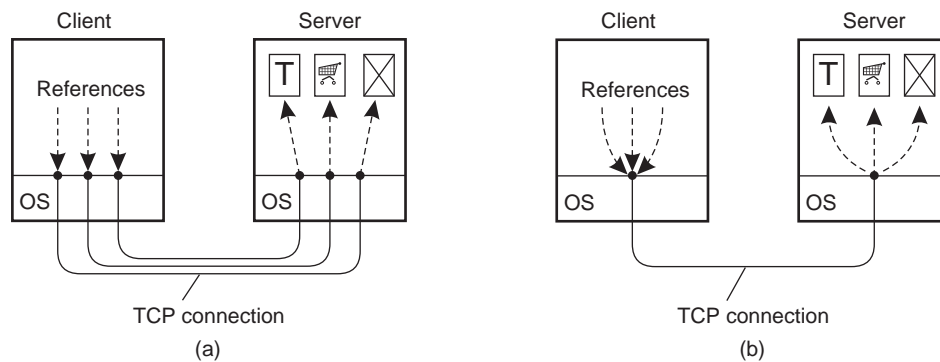 Client
Server
T
References
OS
OS
TCP connection
(a)
Client
Server
T
References
OS
OS
TCP connection
(b)